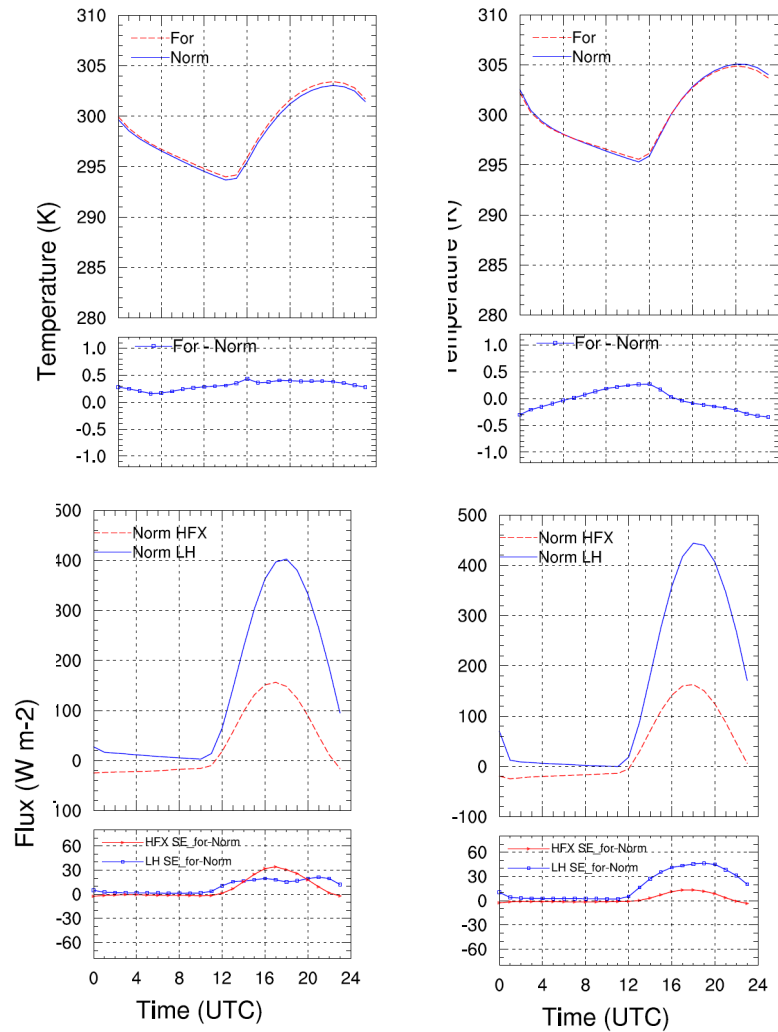 310
For
Norm
305
300
295
290
285
280
Temperature (K)
For - Norm
1.0
0.5
0.0
-0.5
-1.0
310
For
Norm
305
300
295
290
285
280
Temperature (K)
For - Norm
1.0
0.5
0.0
-0.5
-1.0
500
Norm HFX
Norm LH
400
300
200
100
0
100
Flux (W m-2)
HFX SE_for-Norm
LH SE_for-Norm
60
30
0
-30
-60
0 4 8 12 16 20 24
Time (UTC)
500
Norm HFX
Norm LH
400
300
200
100
0
-100
HFX SE_for-Norm
LH SE_for-Norm
60
30
0
-30
-60
0 4 8 12 16 20 24
Time (UTC)